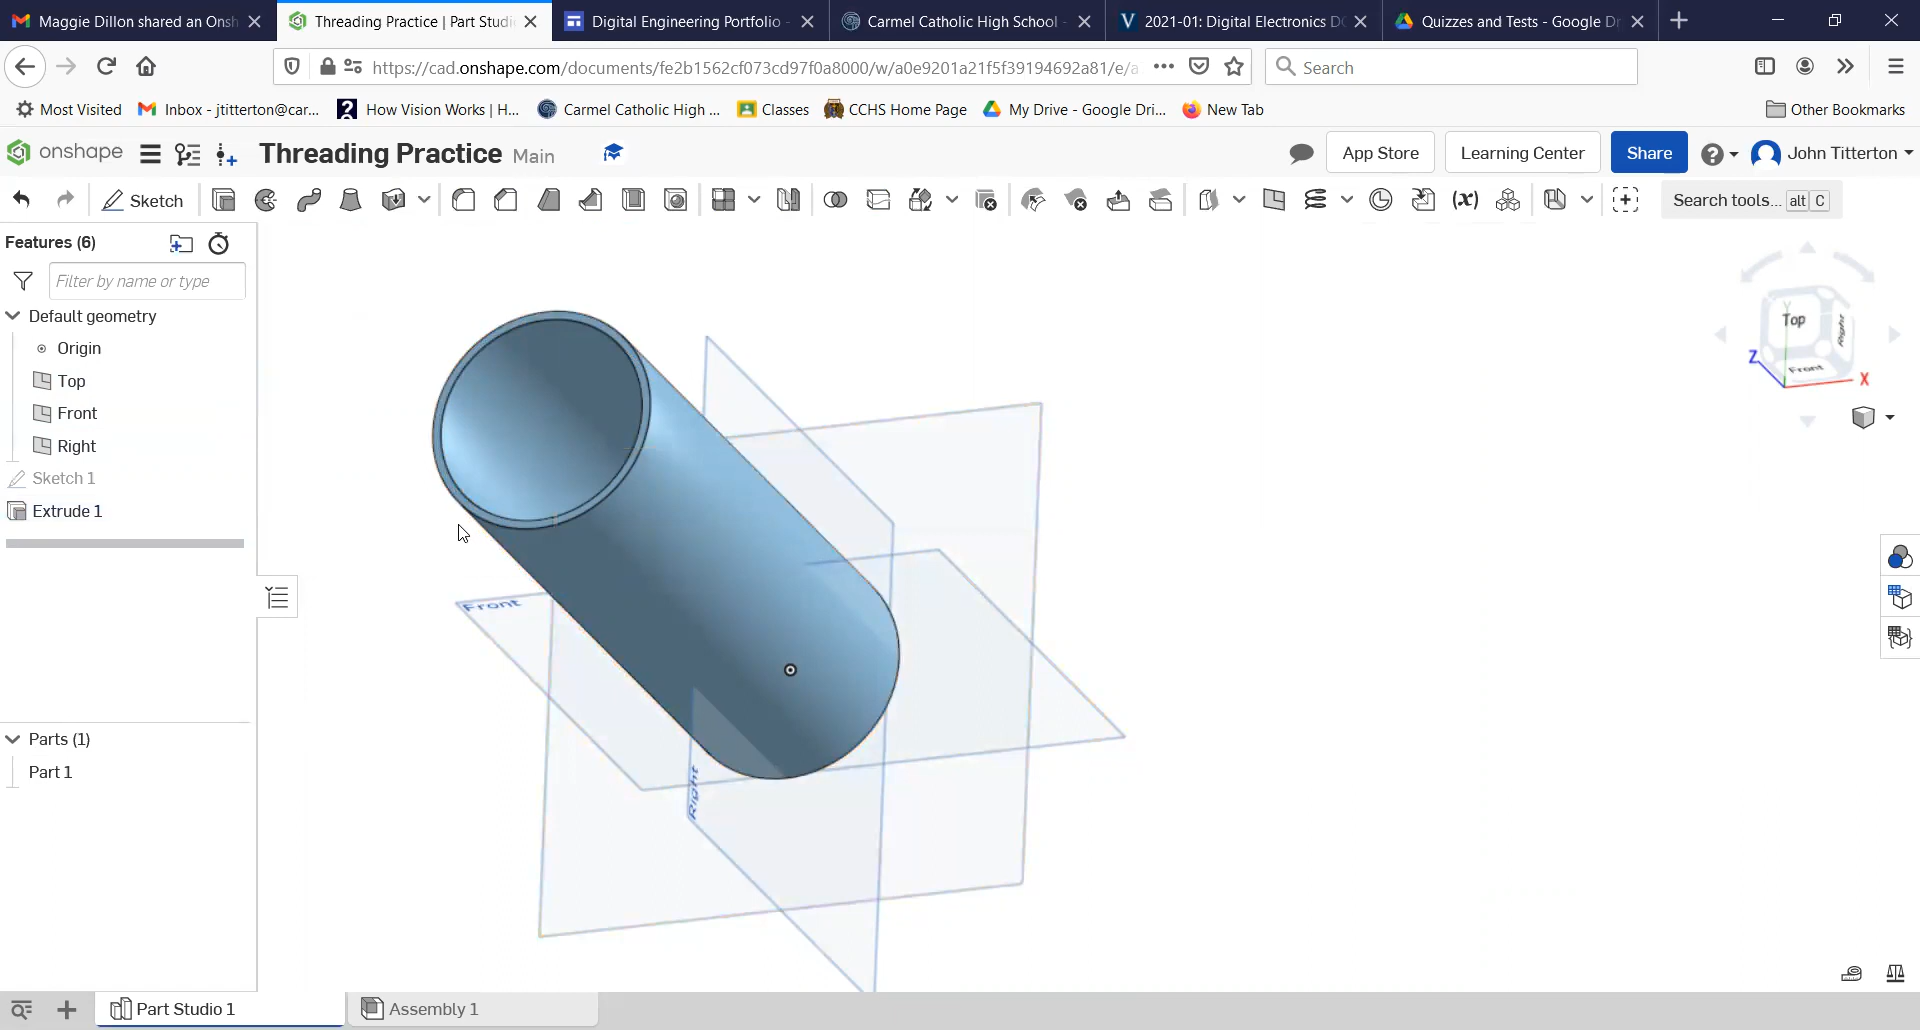 Maggie Dillon shared an Onsh
Threading Practice | Part Studi
Digital Engineering Portfolio -
Carmel Catholic High School -
2021-01: Digital Electronics D
Quizzes and Tests - Google Dr
https://cad.onshape.com/documents/fe2b1562cf073cd97f0a8000/w/a0e9201a21f5f39194692a81/e/a
Search
Most Visited
Inbox - jtitterton@car...
How Vision Works | H...
Carmel Catholic High ...
Classes
CCHS Home Page
My Drive - Google Dri...
New Tab
Other Bookmarks
onshape
Threading Practice Main
App Store
Learning Center
Share
John Titterton
Sketch
(x)
Search tools... alt C
Features (6)
Filter by name or type
Default geometry
Origin
Top
Front
Right
Sketch 1
Extrude 1
Parts (1)
Part 1
Front
Right
Top
Right
Front
Y
Z
X
Part Studio 1
Assembly 1